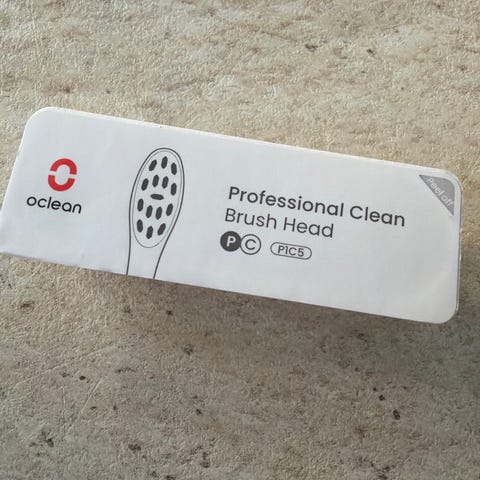 oclean
Professional Clean
Brush Head
P C P1C5
Peel off